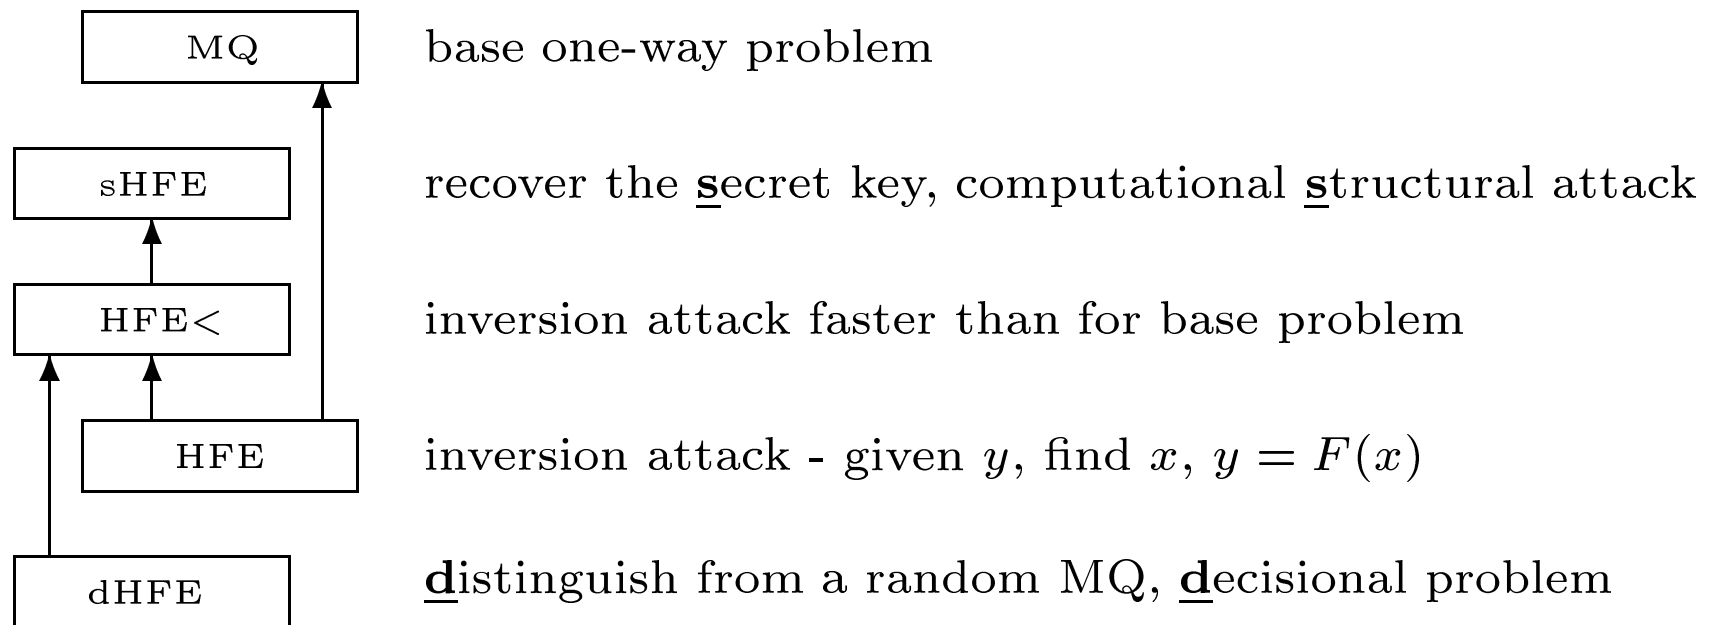 MQ base one-way problem
sHFE recover the secret key, computational structural attack
HFE< inversion attack faster than for base problem
HFE inversion attack - given y, find x, y = F(x)
dHFE distinguish from a random MQ, decisional problem